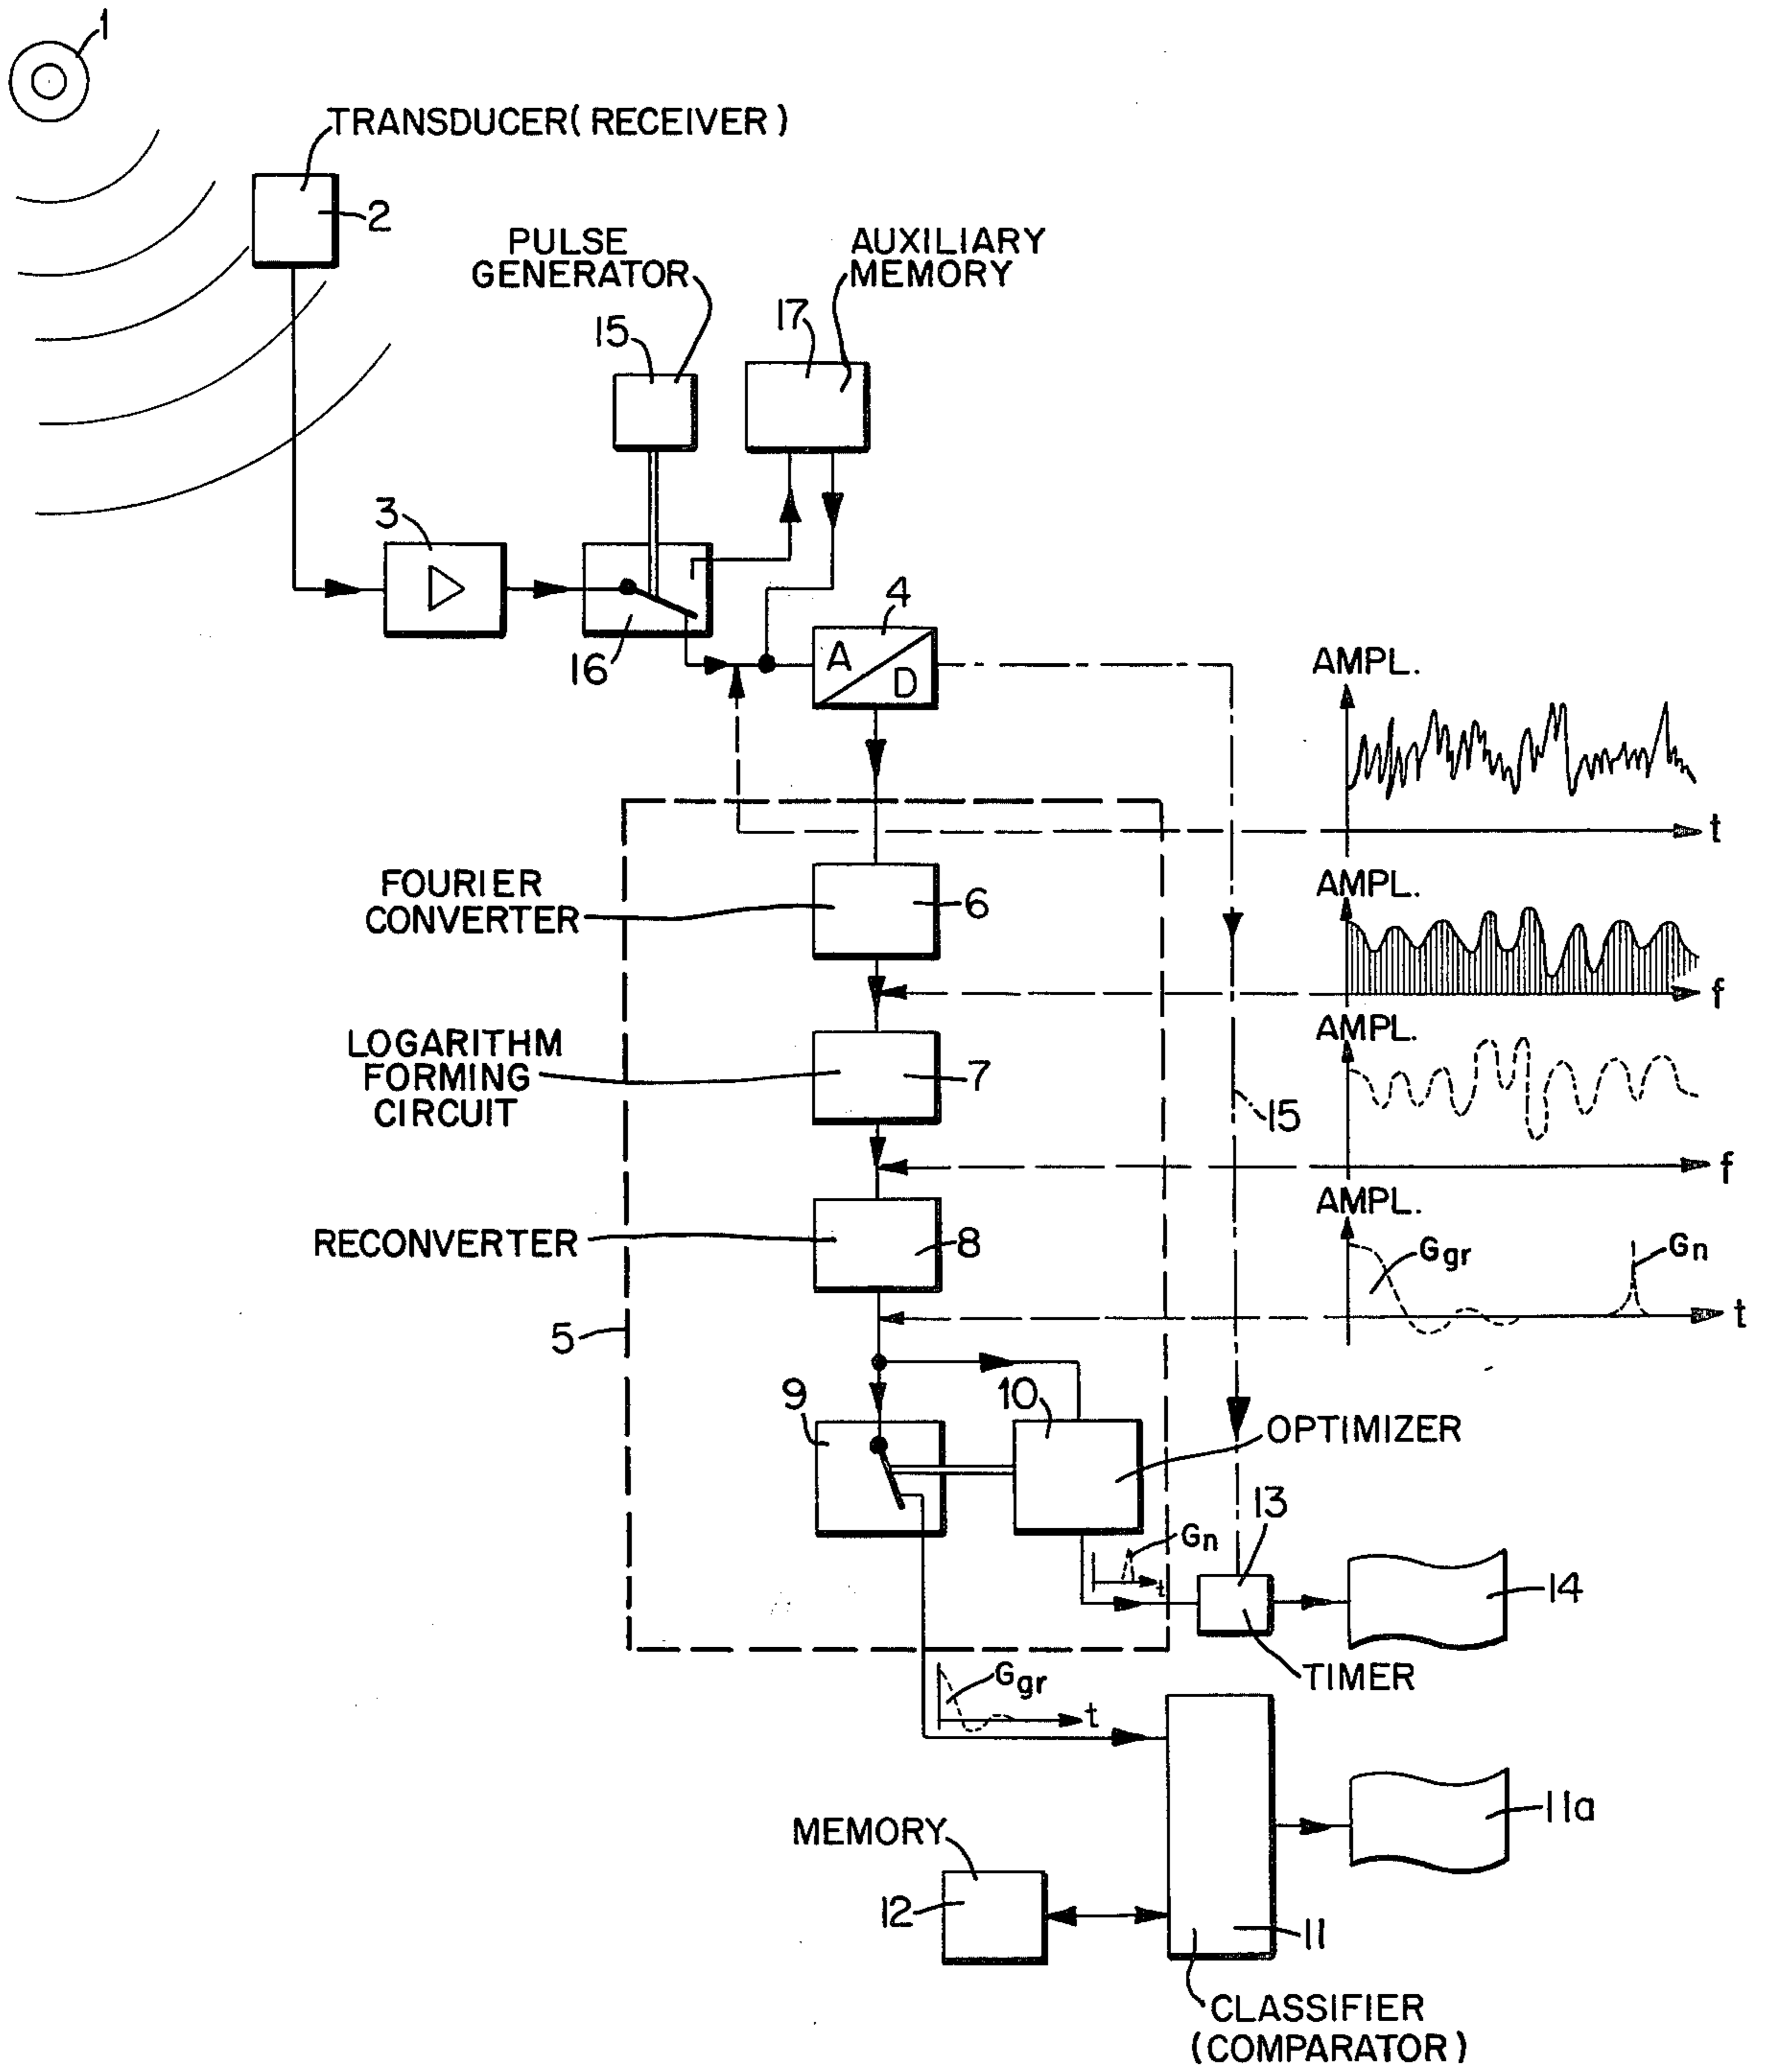 1
TRANSDUCER( RECEIVER )
2
PULSE
GENERATOR
AUXILIARY
MEMORY
15
17
3
16
4
A
D
AMPL.
t
FOURIER
CONVERTER
6
AMPL.
f
LOGARITHM
FORMING
CIRCUIT
7
15
AMPL.
f
RECONVERTER
8
AMPL.
Ggr
Gn
t
5
9
10
OPTIMIZER
13
Gn
t
14
TIMER
Ggr
t
11a
MEMORY
12
11
CLASSIFIER
(COMPARATOR)